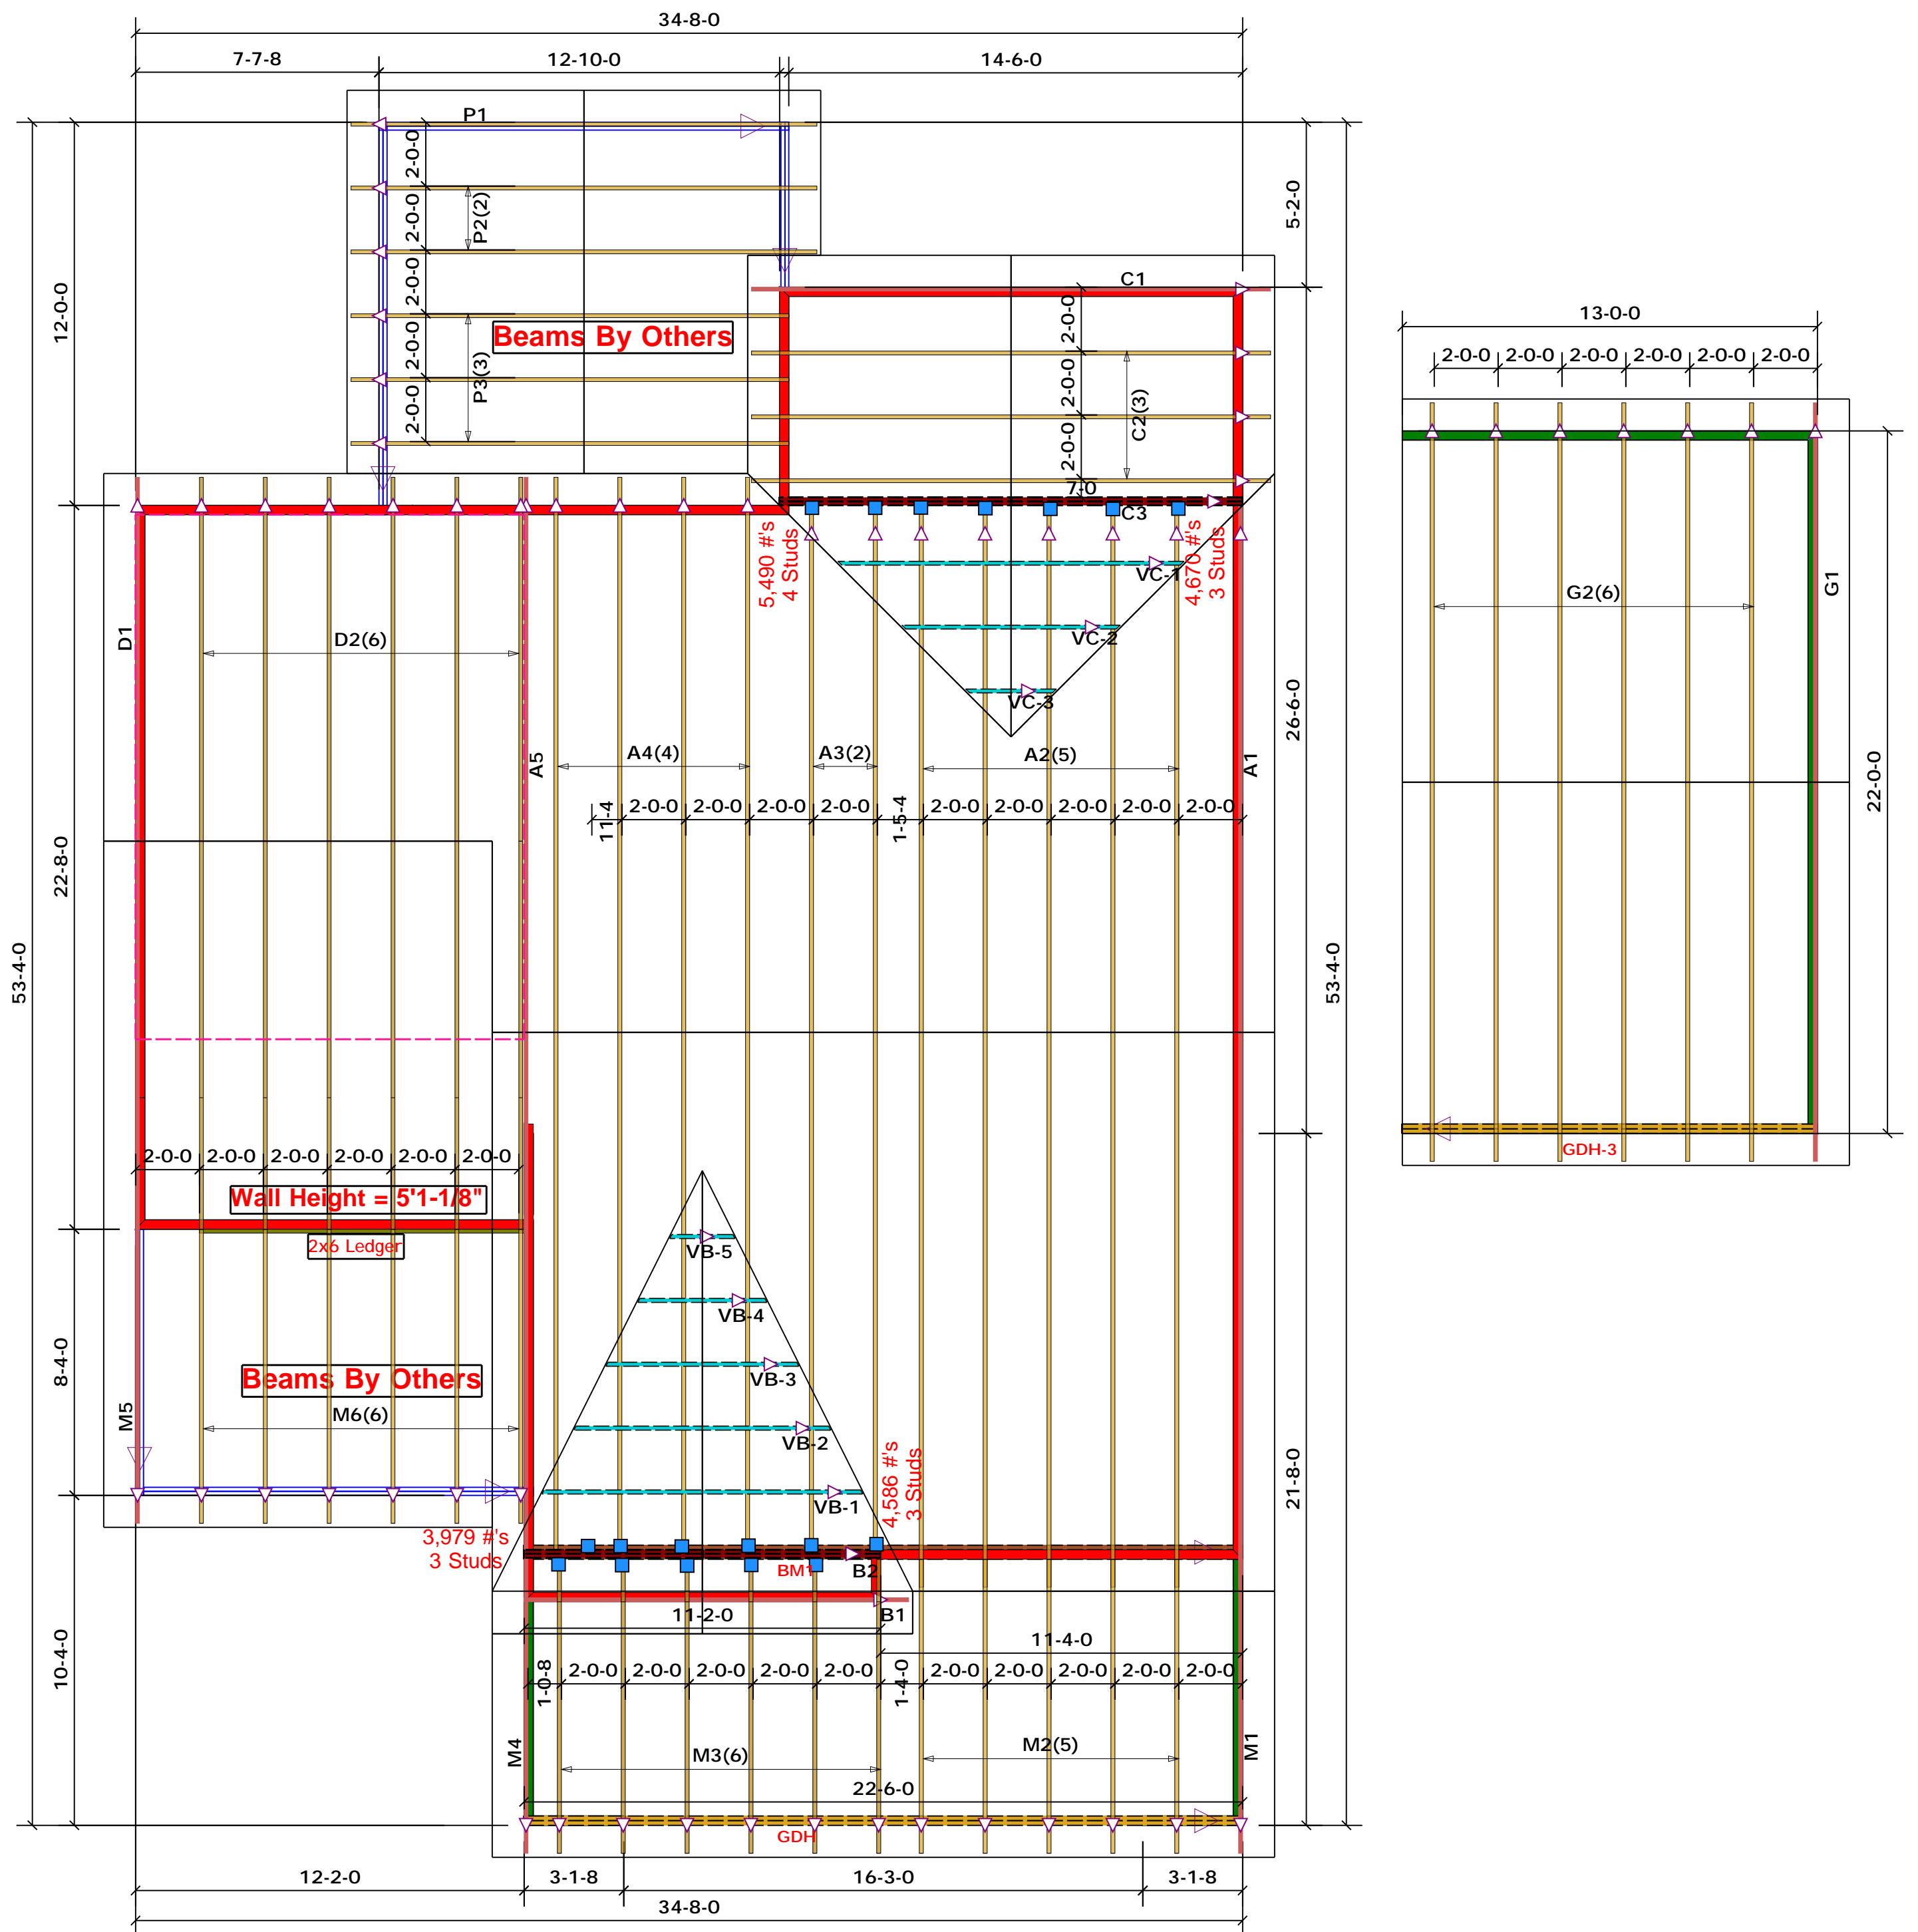 34-8-0
7-7-8
12-10-0
14-6-0
P1
2-0-0
2-0-0
2-0-0
2-0-0
2-0-0
P2(2)
P3(3)
Beams By Others
12-0-0
5-2-0
C1
2-0-0
2-0-0
2-0-0
C2(3)
7-0
C3
13-0-0
2-0-0 2-0-0 2-0-0 2-0-0 2-0-0 2-0-0
G2(6)
G1
22-0-0
GDH-3
5,490 #'s
4 Studs
4,670 #'s
3 Studs
VC-1
VC-2
VC-3
D1
D2(6)
A5
A4(4)
A3(2)
A2(5)
A1
26-6-0
11-4
2-0-0 2-0-0 2-0-0 2-0-0
1-5-4
2-0-0 2-0-0 2-0-0 2-0-0 2-0-0
22-8-0
53-4-0
53-4-0
2-0-0 2-0-0 2-0-0 2-0-0 2-0-0 2-0-0
Wall Height = 5'1-1/8"
2x6 Ledger
8-4-0
Beams By Others
M5
M6(6)
VB-5
VB-4
VB-3
VB-2
VB-1
4,586 #'s
3 Studs
3,979 #'s
3 Studs
21-8-0
BM1
B2
B1
11-2-0
11-4-0
10-4-0
1-0-8
2-0-0 2-0-0 2-0-0 2-0-0 2-0-0
1-4-0
2-0-0 2-0-0 2-0-0 2-0-0 2-0-0
M4
M3(6)
M2(5)
M1
22-6-0
GDH
12-2-0
3-1-8
16-3-0
3-1-8
34-8-0